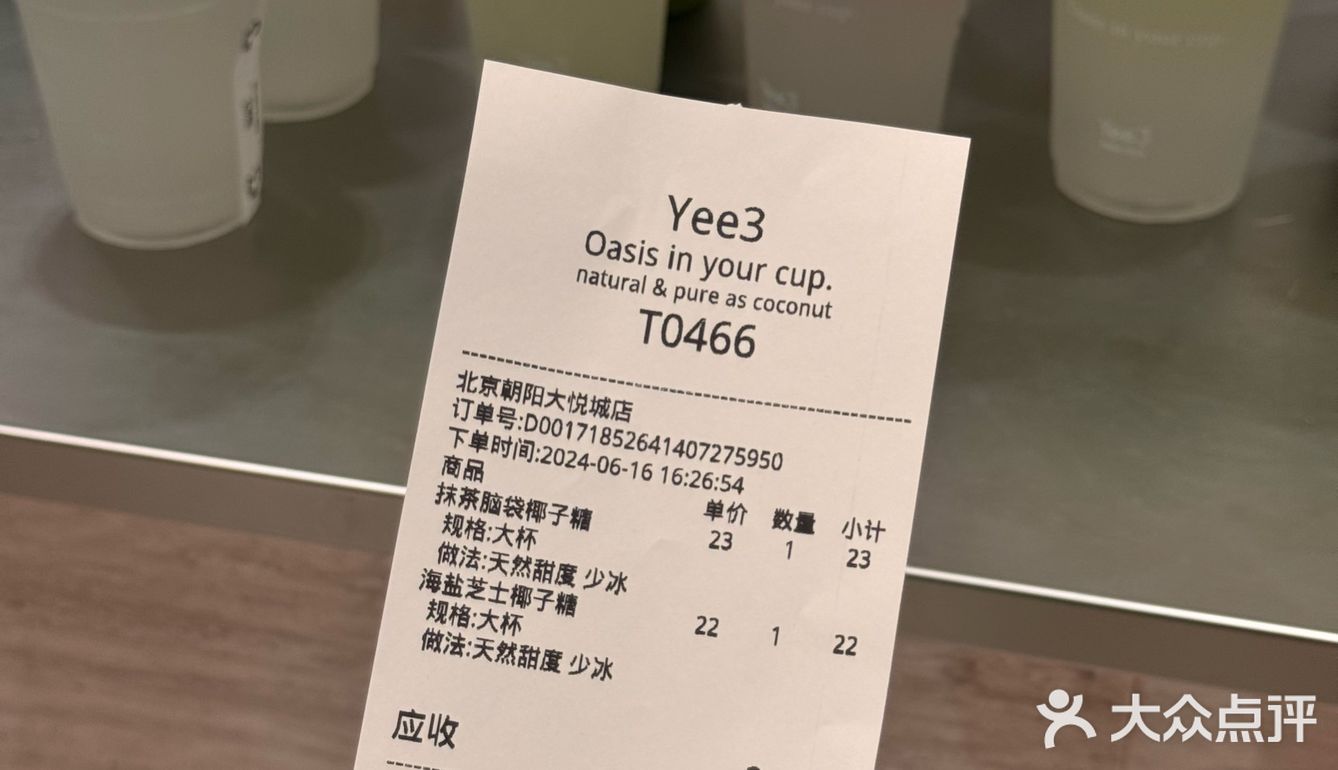 Yee3
Oasis in your cup.
natural & pure as coconut
T0466
北京朝阳大悦城店
订单号:D00171852641407275950
下单时间:2024-06-16 16:26:54
商品 单价 数量 小计
抹茶脑袋椰子糖 23 1 23
规格:大杯
做法:天然甜度 少冰
海盐芝士椰子糖 22 1 22
规格:大杯
做法:天然甜度 少冰
应收
Yee3
Yee3
大众点评